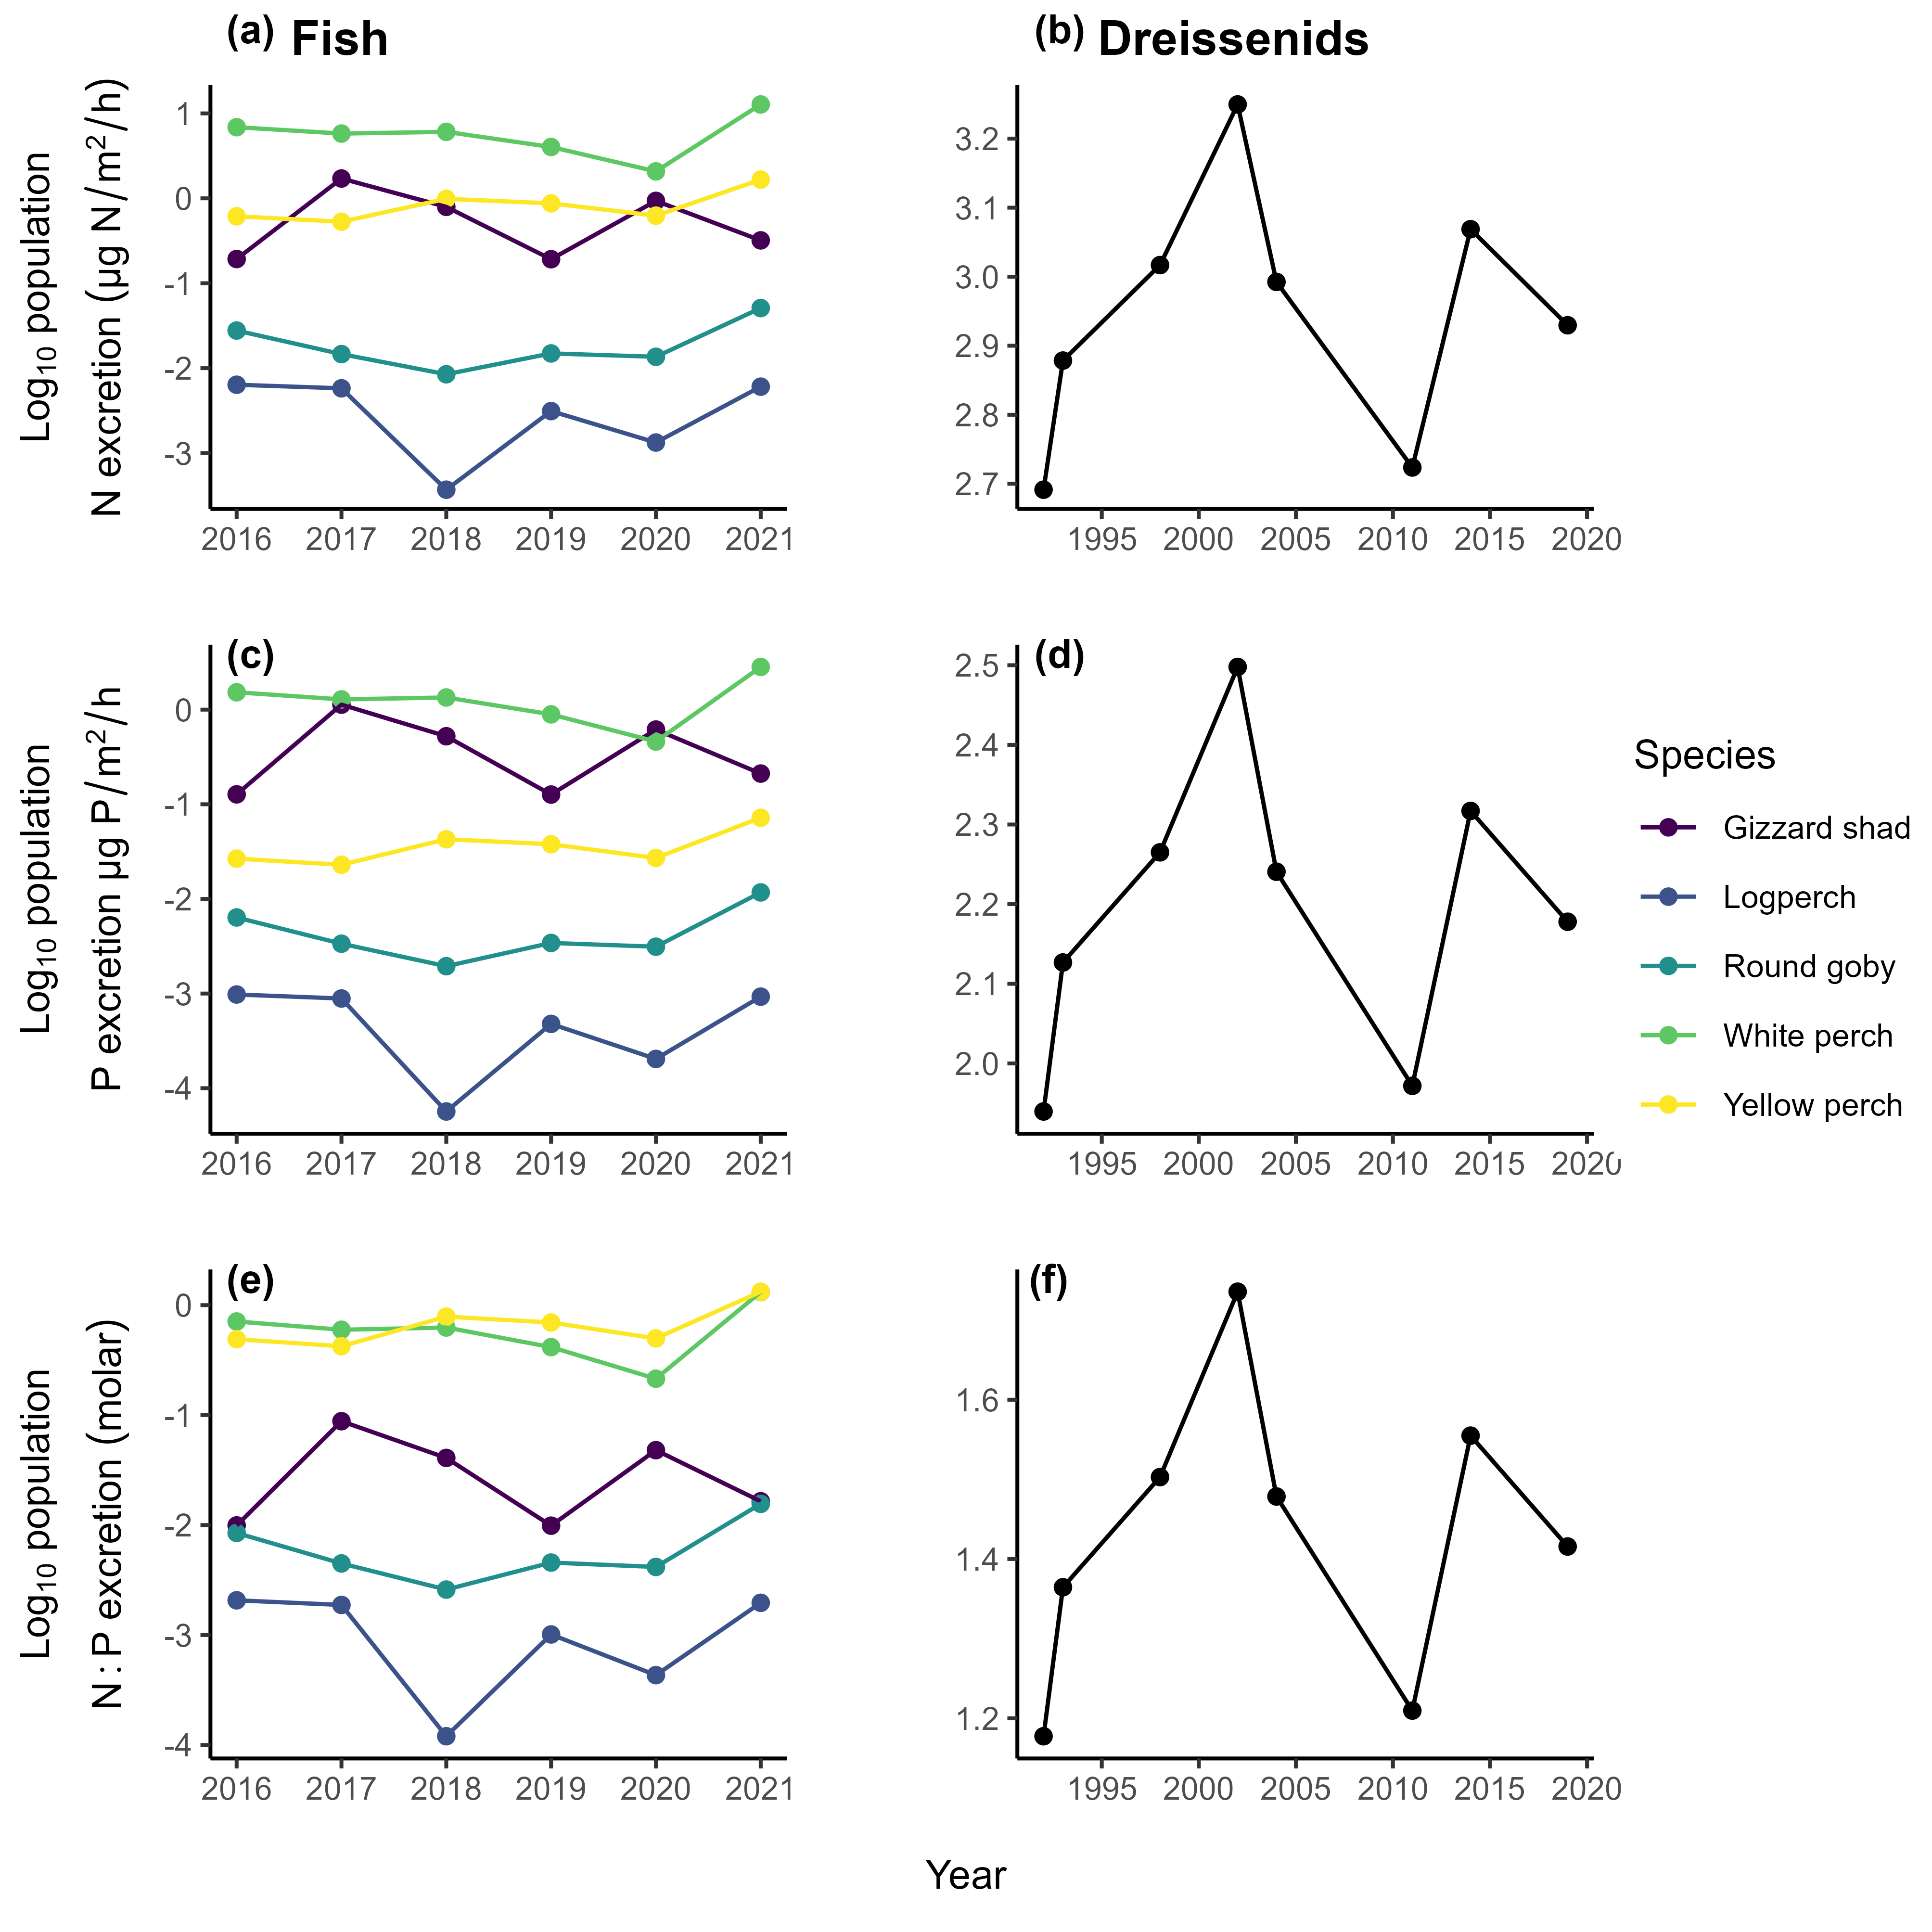 (a) Fish
(b) Dreissenids
Log₁₀ population
N excretion (µg N/m²/h)
1
0
-1
-2
-3
2016 2017 2018 2019 2020 2021
3.2
3.1
3.0
2.9
2.8
2.7
1995 2000 2005 2010 2015 2020
(c)
Log₁₀ population
P excretion µg P/m²/h
0
-1
-2
-3
-4
2016 2017 2018 2019 2020 2021
(d)
2.5
2.4
2.3
2.2
2.1
2.0
1995 2000 2005 2010 2015 2020
Species
Gizzard shad
Logperch
Round goby
White perch
Yellow perch
(e)
Log₁₀ population
N:P excretion (molar)
0
-1
-2
-3
-4
2016 2017 2018 2019 2020 2021
(f)
1.6
1.4
1.2
1995 2000 2005 2010 2015 2020
Year